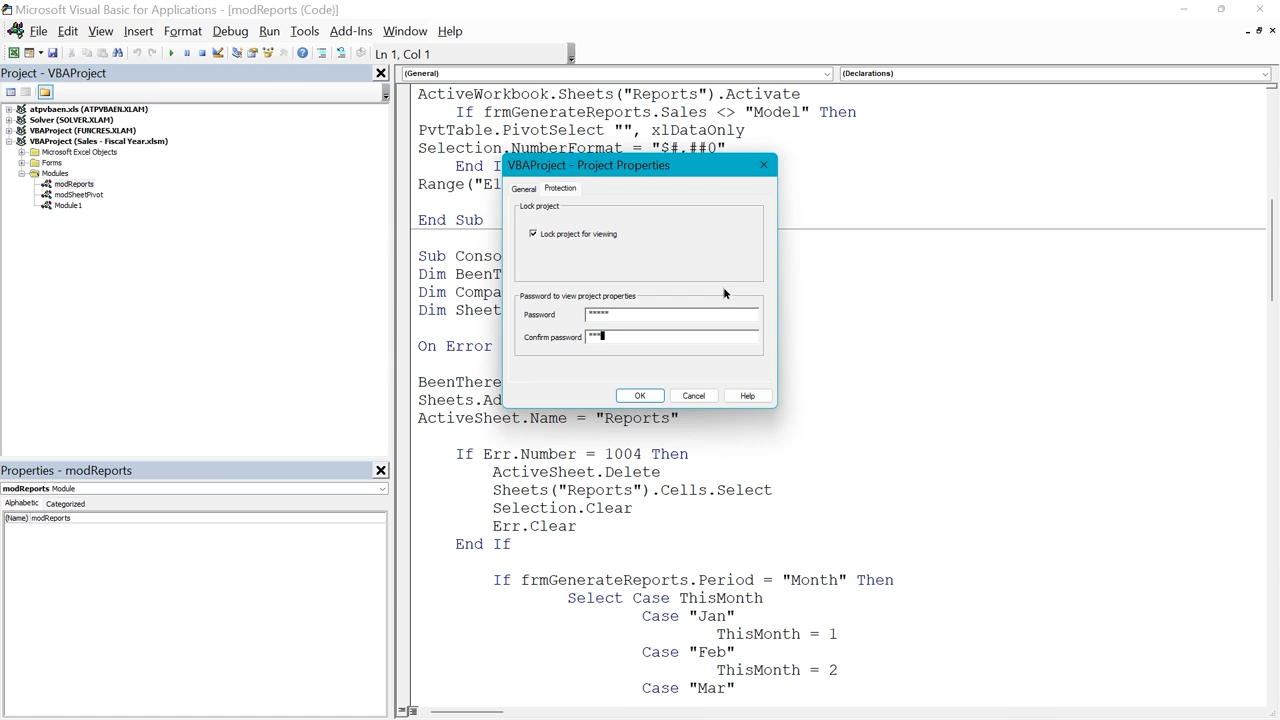 Microsoft Visual Basic for Applications - [modReports (Code)]
File Edit View Insert Format Debug Run Tools Add-Ins Window Help
Ln 1, Col 1
Project - VBAProject
(General)
(Declarations)
atpvbaen.xls (ATPVBAEN.XLAM)
Solver (SOLVER.XLAM)
VBAProject (FUNCRES.XLAM)
VBAProject (Sales - Fiscal Year.xlsm)
Microsoft Excel Objects
Forms
Modules
modReports
modSheetPivot
Module1
Properties - modReports
modReports Module
Alphabetic Categorized
(Name) modReports
ActiveWorkbook.Sheets("Reports").Activate
If frmGenerateReports.Sales <> "Model" Then
PvtTable.PivotSelect "", xlDataOnly
Selection.NumberFormat = "$#,##0"
End I
Range("El
End Sub
Sub Conso
Dim BeenT
Dim Compa
Dim Sheet
On Error
BeenThere
Sheets.Ad
ActiveSheet.Name = "Reports"
If Err.Number = 1004 Then
ActiveSheet.Delete
Sheets("Reports").Cells.Select
Selection.Clear
Err.Clear
End If
If frmGenerateReports.Period = "Month" Then
Select Case ThisMonth
Case "Jan"
ThisMonth = 1
Case "Feb"
ThisMonth = 2
Case "Mar"
VBAProject - Project Properties
General Protection
Lock project
Lock project for viewing
Password to view project properties
Password *****
Confirm password ***
OK Cancel Help